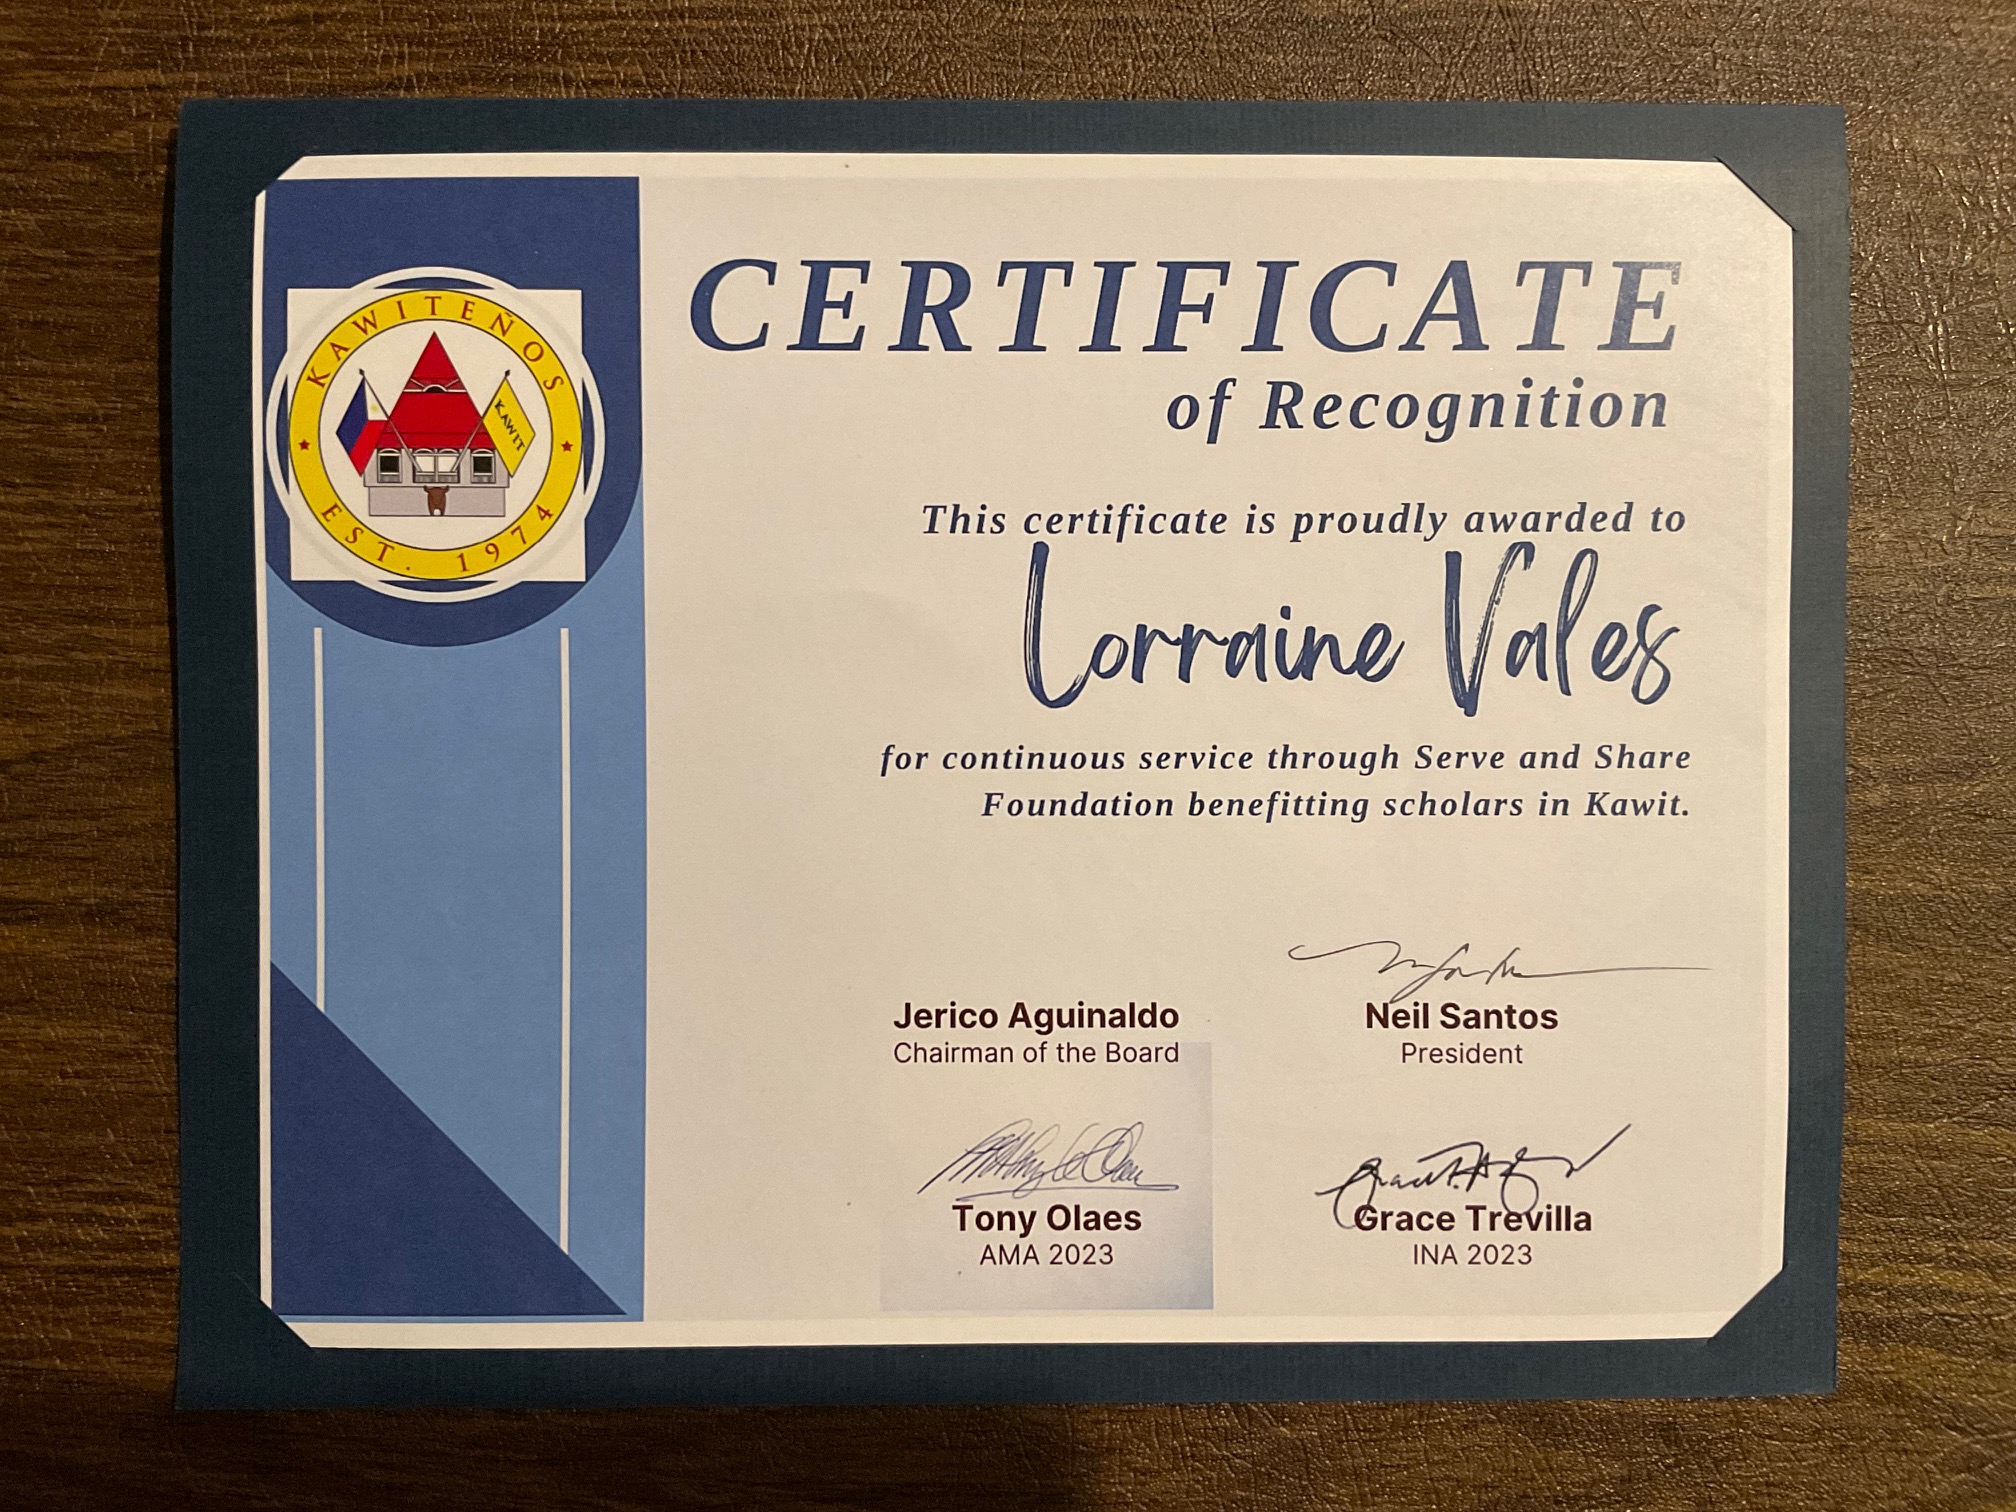 KAWITEÑOS
KAWIT
EST. 1974
CERTIFICATE
of Recognition
This certificate is proudly awarded to
Lorraine Vales
for continuous service through Serve and Share
Foundation benefitting scholars in Kawit.
Jerico Aguinaldo
Chairman of the Board
Neil Santos
President
Tony Olaes
AMA 2023
Grace Trevilla
INA 2023